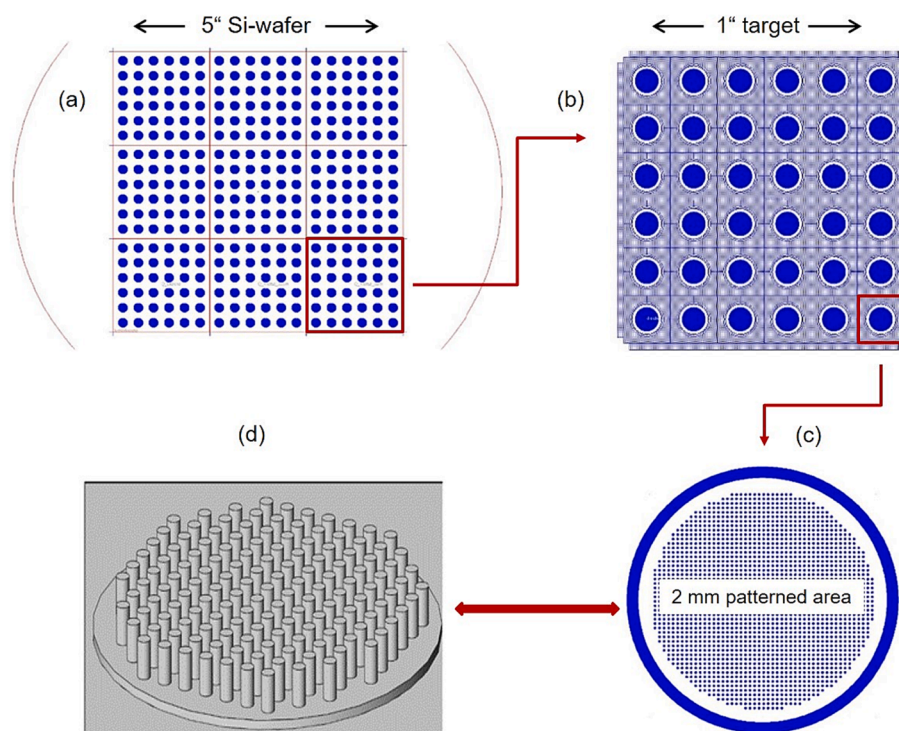 5“ Si-wafer
1“ target
(a)
(b)
(d)
(c)
2 mm patterned area